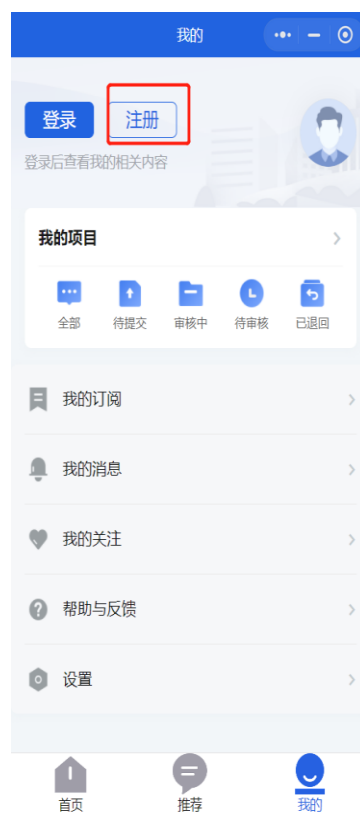 我的
登录 注册
登录后查看我的相关内容
我的项目
全部 待提交 审核中 待审核 已退回
我的订阅
我的消息
我的关注
帮助与反馈
设置
首页 推荐 我的